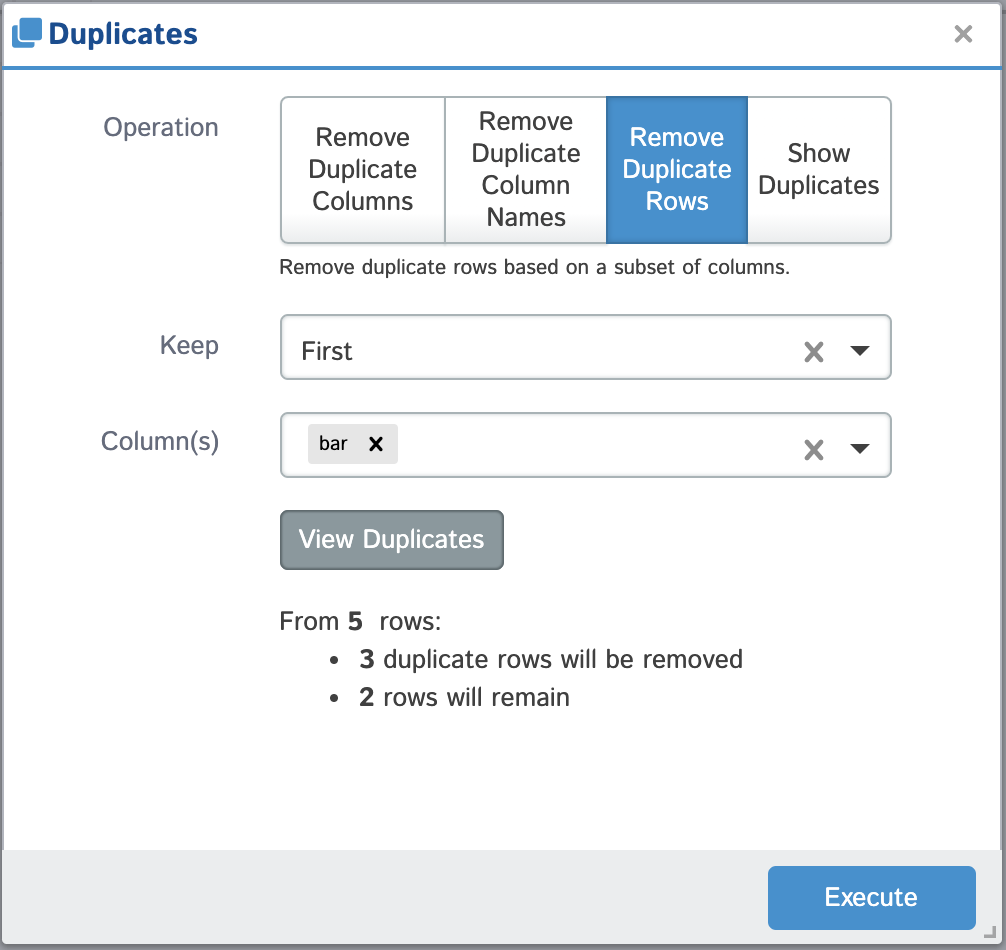 Duplicates
Operation
Remove
Duplicate
Columns
Remove
Duplicate
Column
Names
Remove
Duplicate
Rows
Show
Duplicates
Remove duplicate rows based on a subset of columns.
Keep
First
Column(s)
bar
View Duplicates
From 5 rows:
• 3 duplicate rows will be removed
• 2 rows will remain
Execute